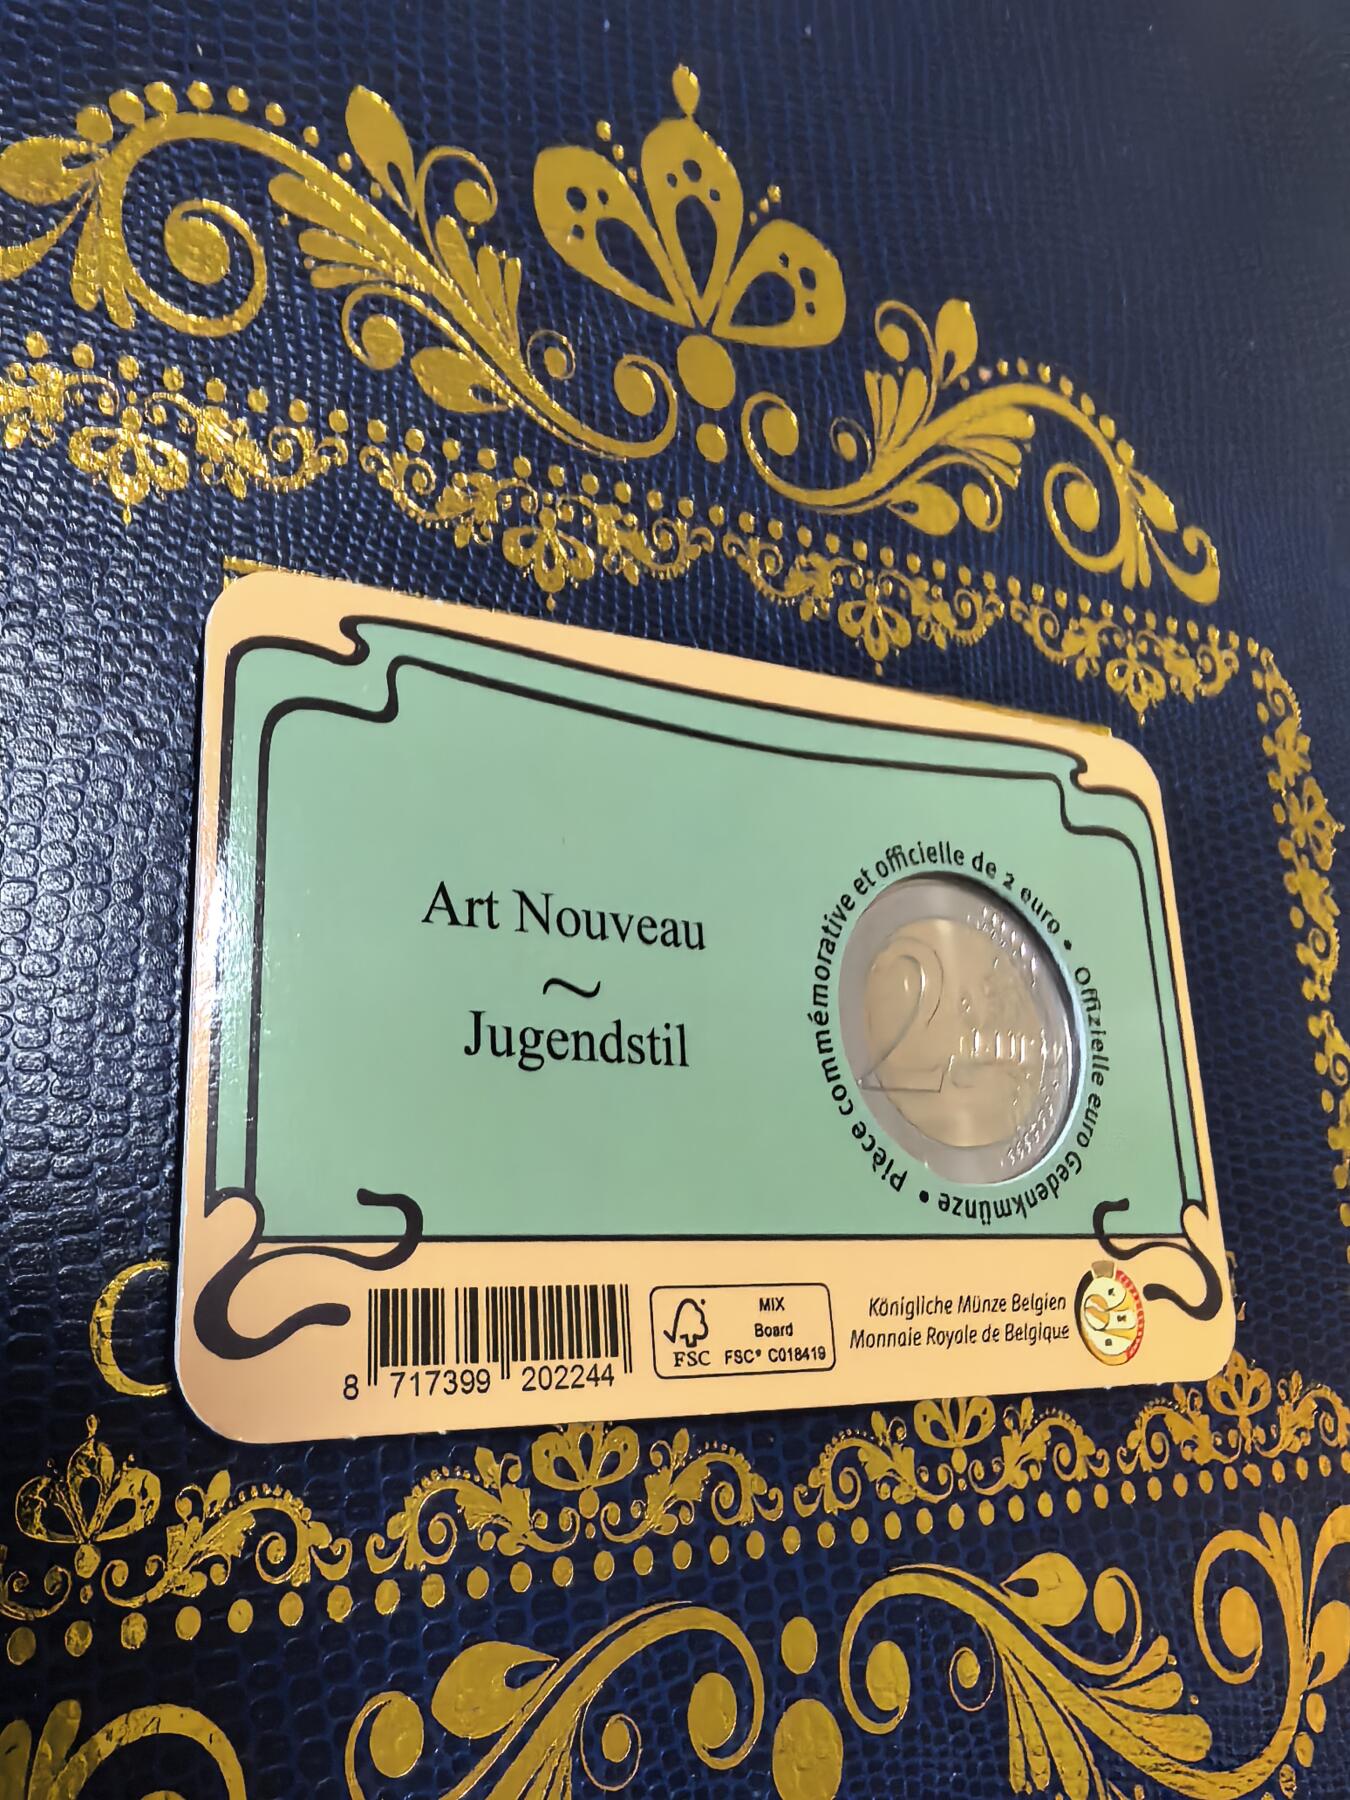 Art Nouveau
~
Jugendstil
Pièce commémorative et officielle de 2 euro • Offizielle euro Gedenkmünze •
2
8 717399 202244
FSC
MIX
Board
FSC® C018419
Königliche Münze Belgien
Monnaie Royale de Belgique